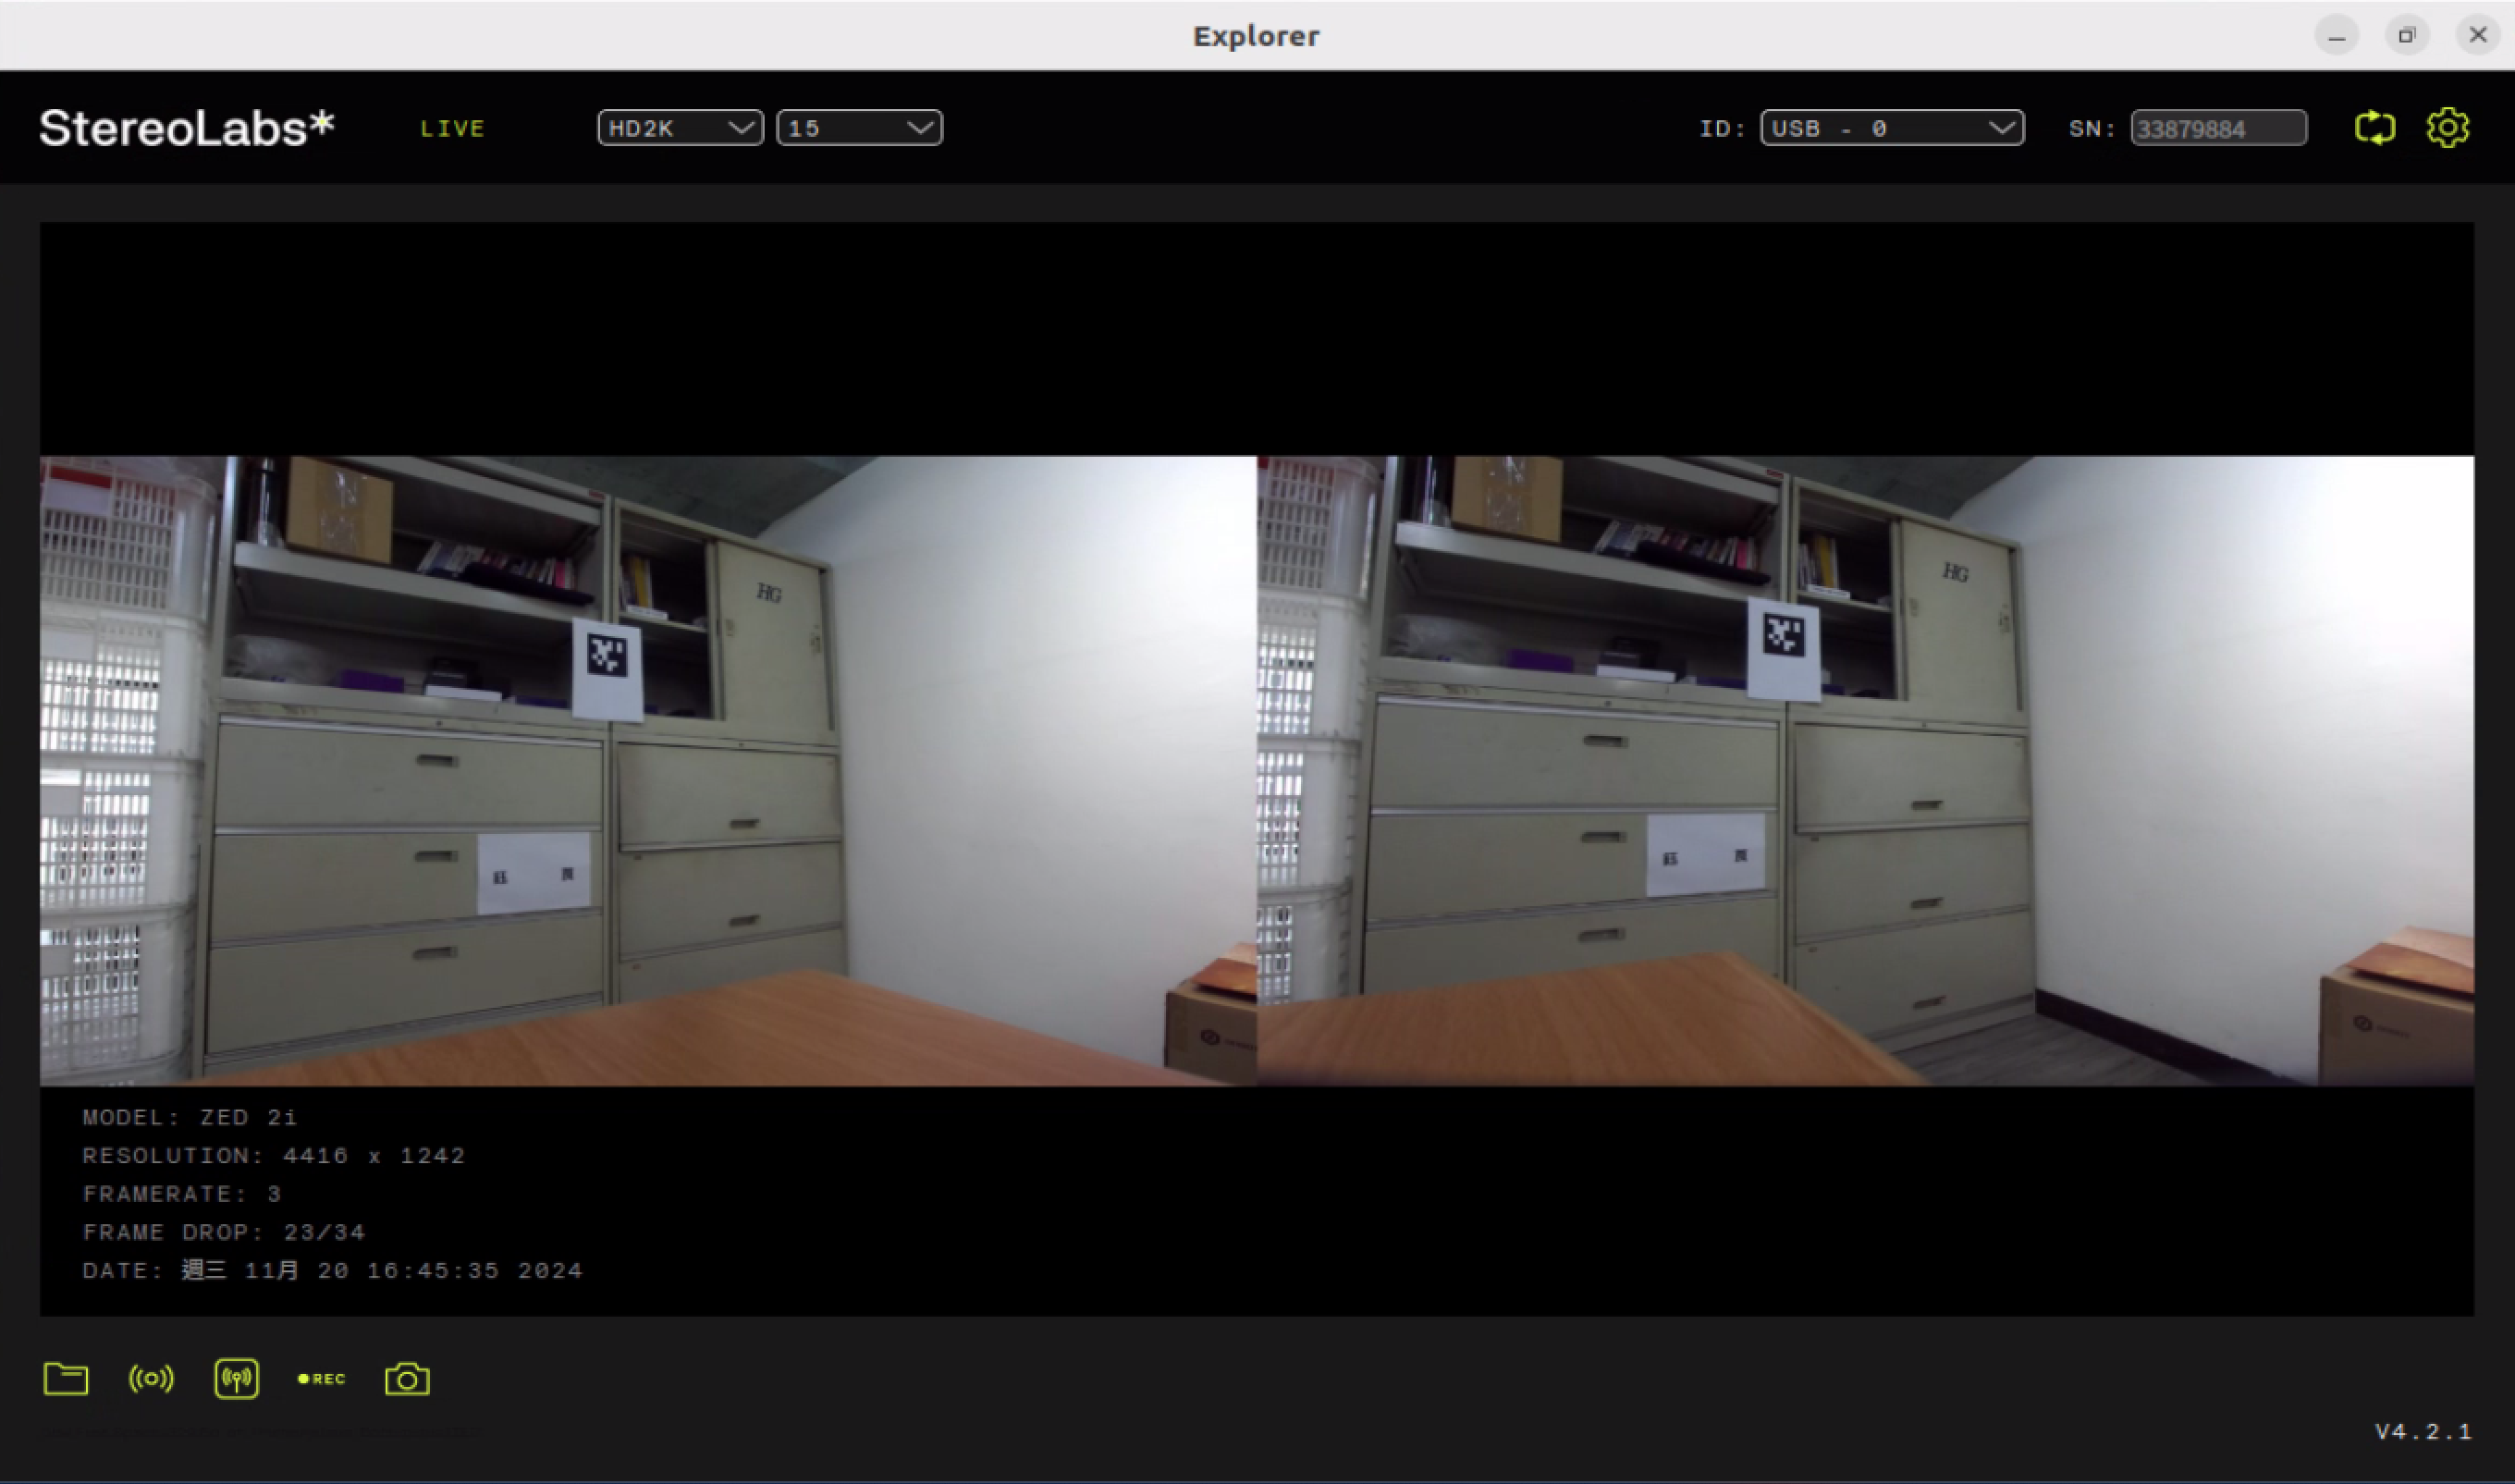 Explorer
StereoLabs*
LIVE
HD2K
15
ID: USB - 0
SN: 33879884
HG
HG
MODEL: ZED 2i
RESOLUTION: 4416 x 1242
FRAMERATE: 3
FRAME DROP: 23/34
DATE: 週三 11月 20 16:45:35 2024
REC
V4.2.1